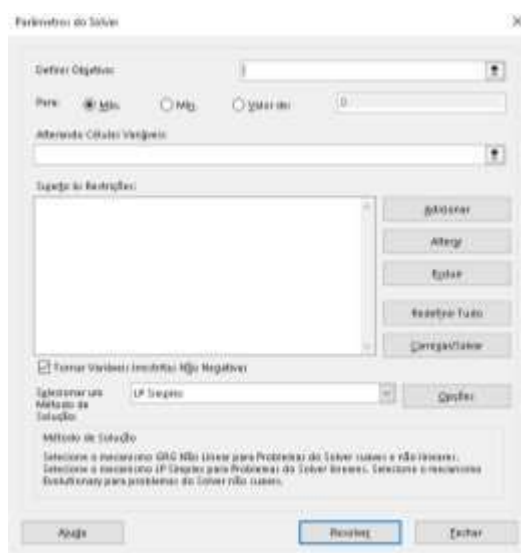 Parâmetros do Solver
Definir Objetivo:
Para: Máx. Mín. Valor de: 0
Alterando Células Variáveis:
Sujeito às Restrições:
Adicionar
Alterar
Excluir
Redefinir Tudo
Carregar/Salvar
Tornar Variáveis Irrestritas Não Negativas
Selecionar um Método de Solução:
LP Simplex
Opções
Método de Solução
Selecione o mecanismo GRG Não Linear para Problemas do Solver suaves e não lineares.
Selecione o mecanismo LP Simplex para Problemas do Solver lineares. Selecione o mecanismo
Evolutionary para problemas do Solver não suaves.
Ajuda
Resolver
Fechar